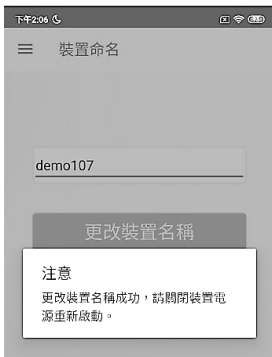 下午2:06
裝置命名
demo107
更改裝置名稱
注意
更改裝置名稱成功，請關閉裝置電
源重新啟動。